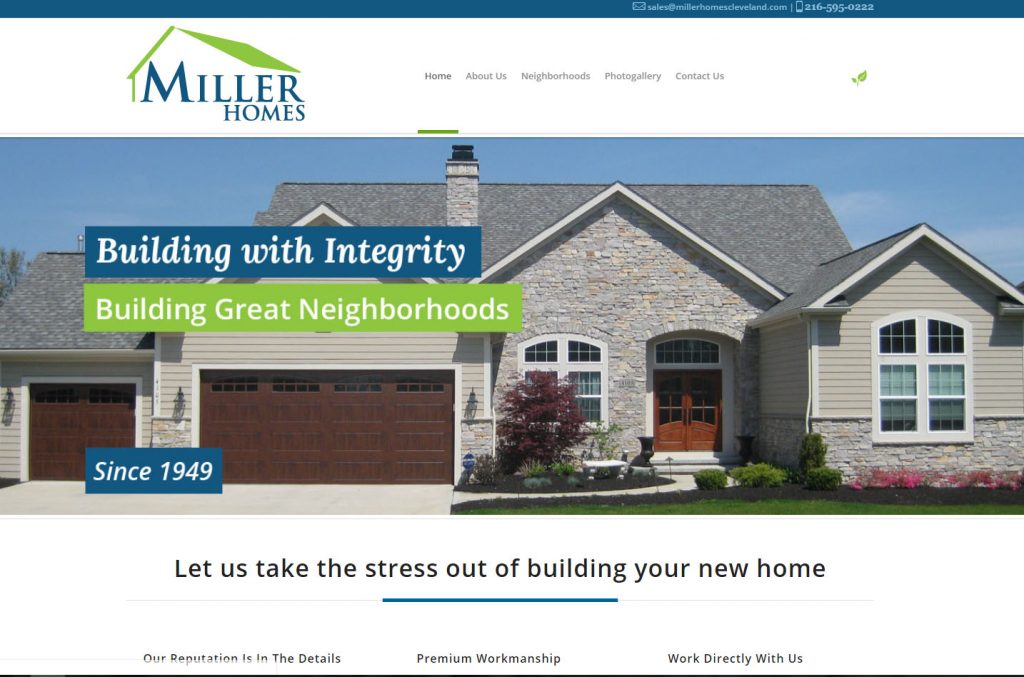 sales@millerhomescleveland.com | 216-595-0222
MILLER
HOMES
Home About Us Neighborhoods Photogallery Contact Us
Building with Integrity
Building Great Neighborhoods
Since 1949
Let us take the stress out of building your new home
Our Reputation Is In The Details Premium Workmanship Work Directly With Us